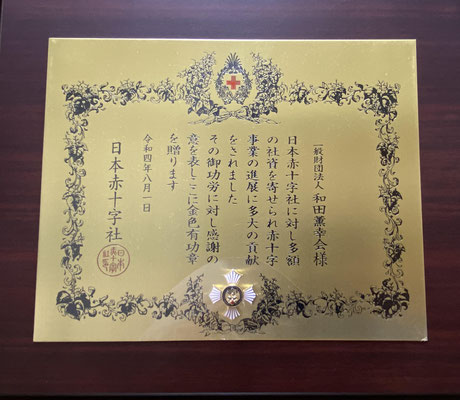 一般財団法人 和田薫幸会 様
日本赤十字社に対し多額
の社資を寄せられ赤十字
事業の進展に多大の貢献
をされました
その御功労に対し感謝の
意を表しここに金色有功章
を贈ります
令和四年八月一日
日本赤十字社